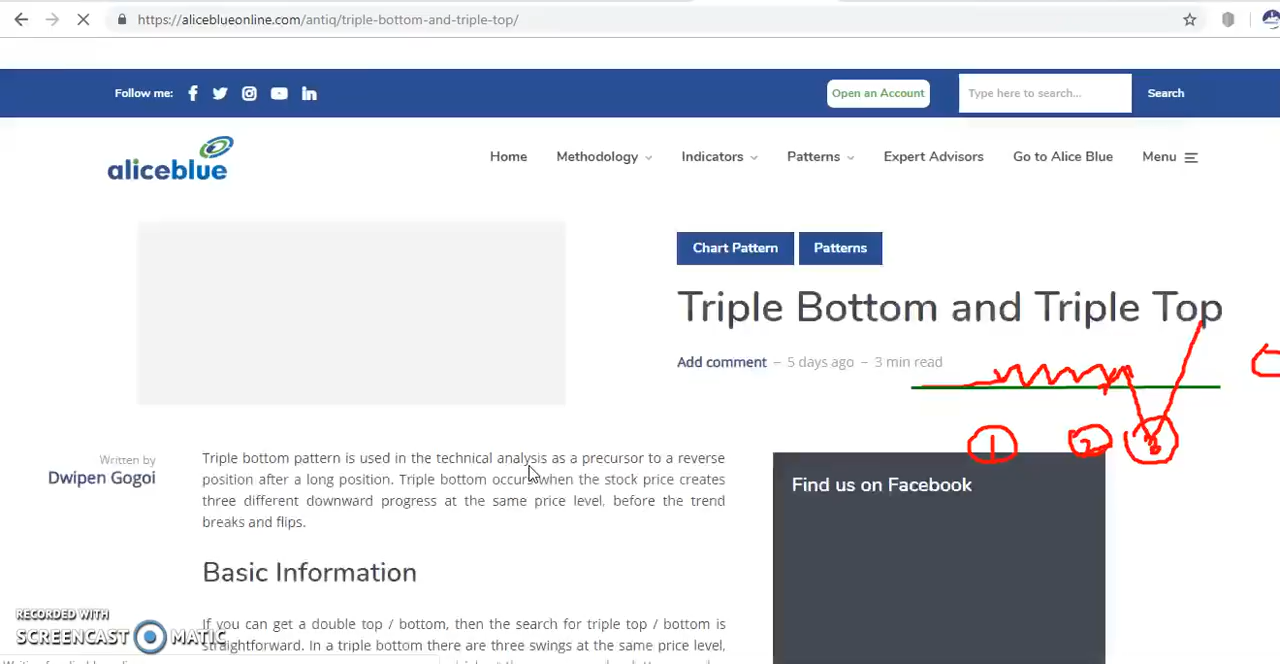 https://aliceblueonline.com/antiq/triple-bottom-and-triple-top/
Follow me:
Open an Account
Type here to search...
Search
aliceblue
Home
Methodology
Indicators
Patterns
Expert Advisors
Go to Alice Blue
Menu
Chart Pattern
Patterns
Triple Bottom and Triple Top
Add comment – 5 days ago – 3 min read
1
2
Written by
Dwipen Gogoi
Triple bottom pattern is used in the technical analysis as a precursor to a reverse
position after a long position. Triple bottom occurs when the stock price creates
three different downward progress at the same price level, before the trend
breaks and flips.
Find us on Facebook
Basic Information
If you can get a double top / bottom, then the search for triple top / bottom is
straightforward. In a triple bottom there are three swings at the same price level,
RECORDED WITH
SCREENCAST MATIC